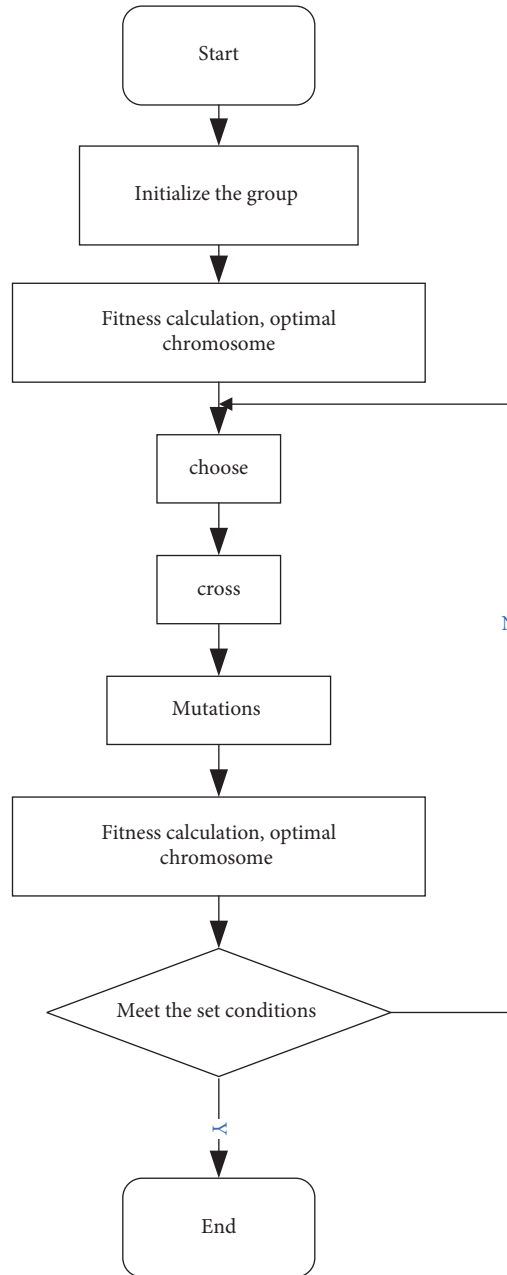 Start
Initialize the group
Fitness calculation, optimal
chromosome
choose
cross
N
Mutations
Fitness calculation, optimal
chromosome
Meet the set conditions
Y
End